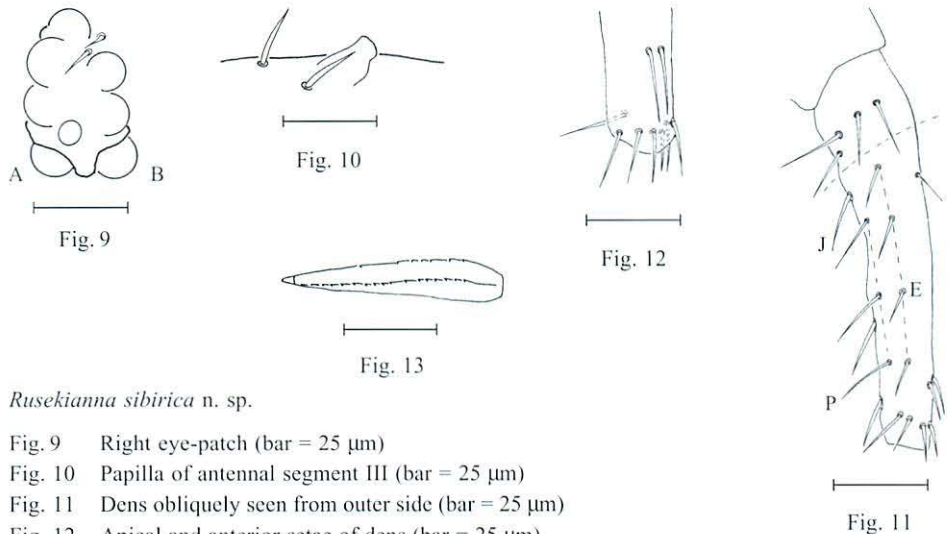 A B
Fig. 9
Fig. 10
Fig. 12
Fig. 13
J
E
P
Fig. 11
Rusekianna sibirica n. sp.
Fig. 9 Right eye-patch (bar = 25 µm)
Fig. 10 Papilla of antennal segment III (bar = 25 µm)
Fig. 11 Dens obliquely seen from outer side (bar = 25 µm)
Fig. 12 Apical and anterior setae of dens (bar = 25 µm)